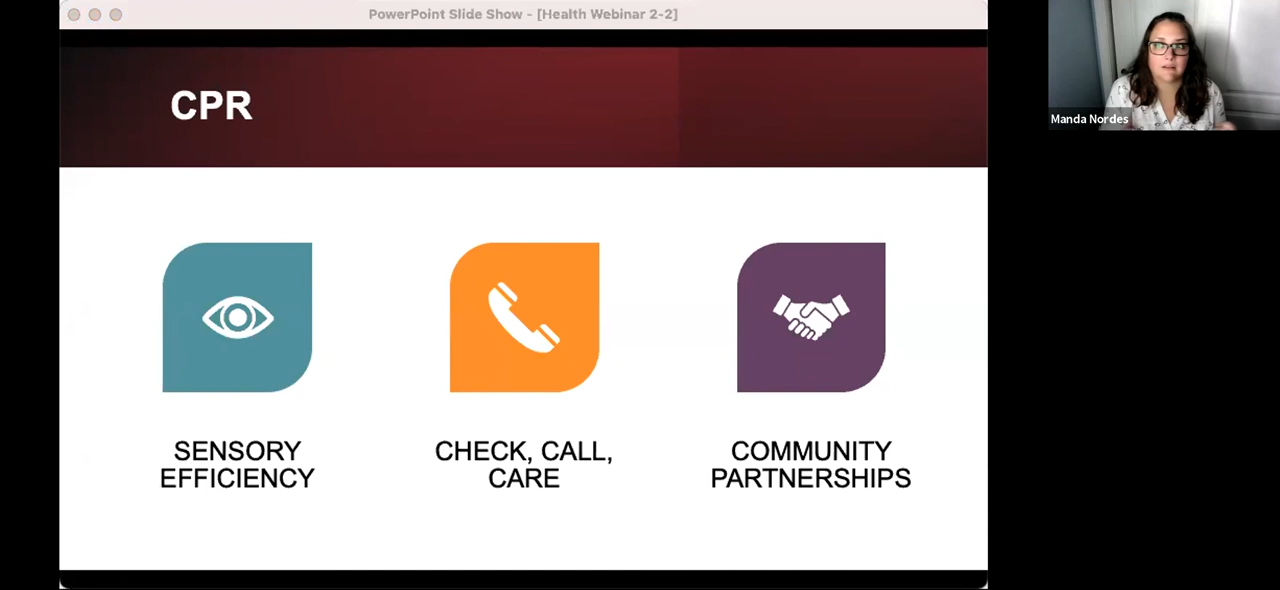 PowerPoint Slide Show - [Health Webinar 2-2]
CPR
Manda Nordes
SENSORY
EFFICIENCY
CHECK, CALL,
CARE
COMMUNITY
PARTNERSHIPS